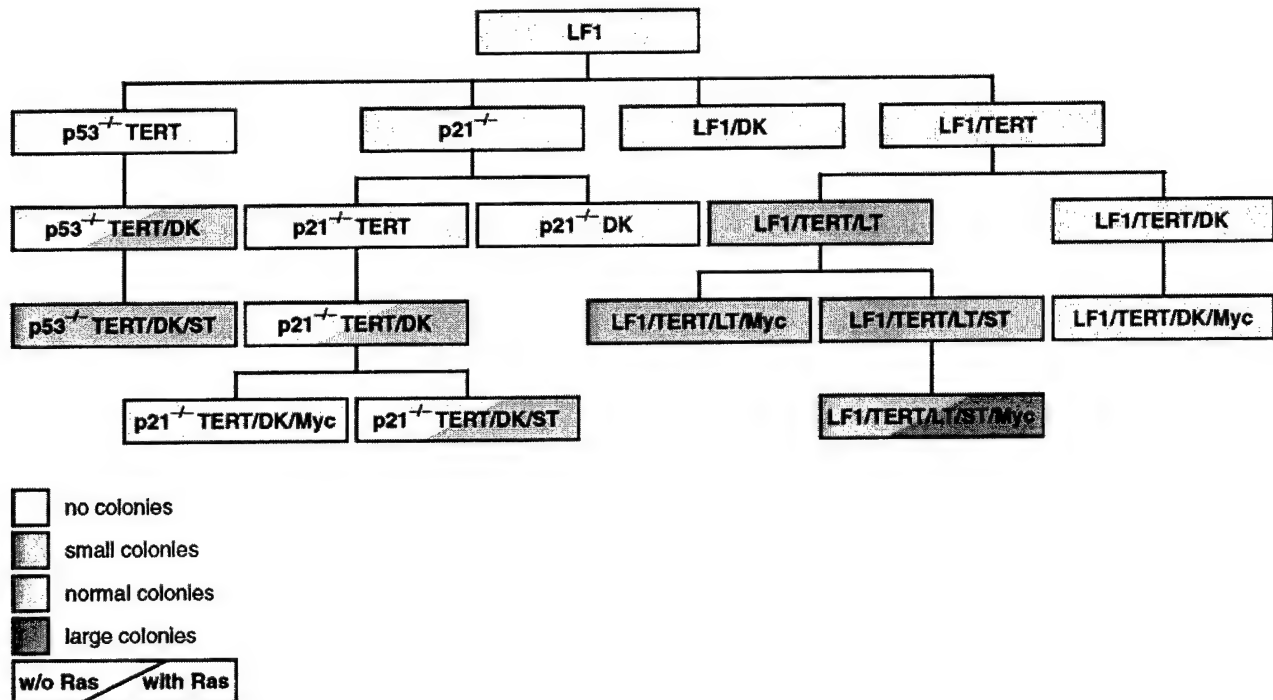 LF1
p53-/- TERT
p21-/-
LF1/DK
LF1/TERT
p53-/- TERT/DK
p21-/- TERT
p21-/- DK
LF1/TERT/LT
LF1/TERT/DK
p53-/- TERT/DK/ST
p21-/- TERT/DK
LF1/TERT/LT/Myc
LF1/TERT/LT/ST
LF1/TERT/DK/Myc
p21-/- TERT/DK/Myc
p21-/- TERT/DK/ST
LF1/TERT/LT/ST/Myc
no colonies
small colonies
normal colonies
large colonies
w/o Ras
with Ras